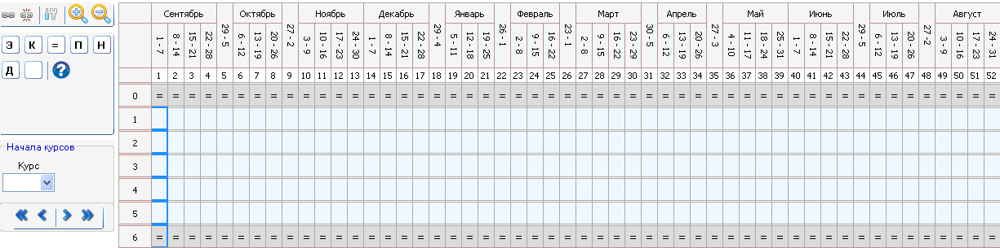 Сентябрь Октябрь Ноябрь Декабрь Январь Февраль Март Апрель Май Июнь Июль Август
1 - 7 8 - 14 15 - 21 22 - 28 29 - 5 6 - 12 13 - 19 20 - 26 27 - 2 3 - 9 10 - 16 17 - 23 24 - 30 1 - 7 8 - 14 15 - 21 22 - 28 29 - 4 5 - 11 12 - 18 19 - 25 26 - 1 2 - 8 9 - 15 16 - 22 23 - 1 2 - 8 9 - 15 16 - 22 23 - 29 30 - 5 6 - 12 13 - 19 20 - 26 27 - 3 4 - 10 11 - 17 18 - 24 25 - 31 1 - 7 8 - 14 15 - 21 22 - 28 29 - 5 6 - 12 13 - 19 20 - 26 27 -2 3 - 9 10 - 16 17 - 23 24 - 31
1 2 3 4 5 6 7 8 9 10 11 12 13 14 15 16 17 18 19 20 21 22 23 24 25 26 27 28 29 30 31 32 33 34 35 36 37 38 39 40 41 42 43 44 45 46 47 48 49 50 51 52
0 = = = = = = = = = = = = = = = = = = = = = = = = = = = = = = = = = = = = = = = = = = = = = = = = = = = =
1
2
3
4
5
6 = = = = = = = = = = = = = = = = = = = = = = = = = = = = = = = = = = = = = = = = = = = = = = = = = = = =
Э К = П Н
Д ?
Начала курсов
Курс